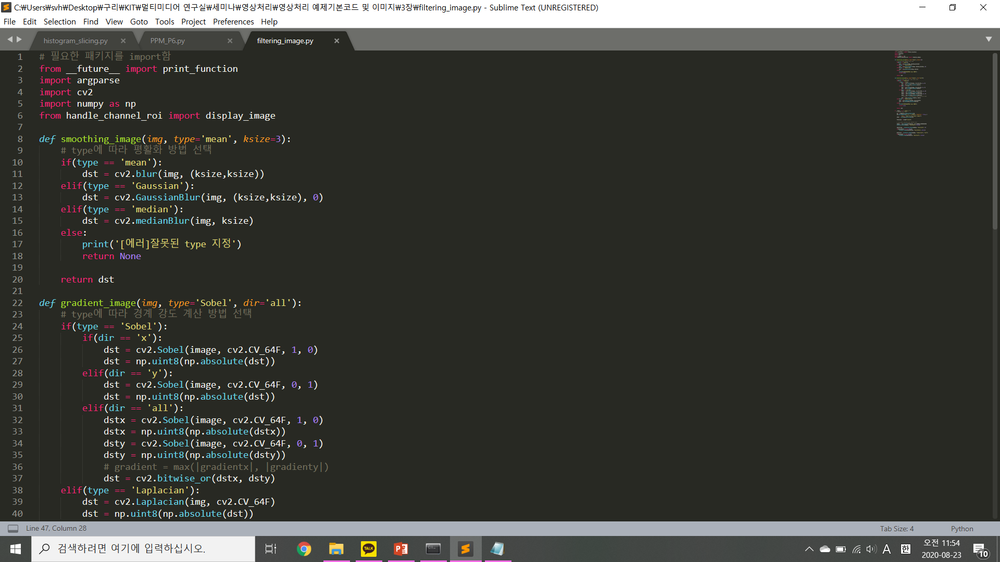 C:₩Users₩svh₩Desktop₩구리₩KIT₩멀티미디어 연구실₩세미나₩영상처리₩영상처리 예제기본코드 및 이미지₩3장₩filtering_image.py - Sublime Text (UNREGISTERED)
File Edit Selection Find View Goto Tools Project Preferences Help
histogram_slicing.py PPM_P6.py filtering_image.py
1 # 필요한 패키지를 import함
2 from __future__ import print_function
3 import argparse
4 import cv2
5 import numpy as np
6 from handle_channel_roi import display_image
7
8 def smoothing_image(img, type='mean', ksize=3):
9 # type에 따라 평활화 방법 선택
10 if(type == 'mean'):
11 dst = cv2.blur(img, (ksize,ksize))
12 elif(type == 'Gaussian'):
13 dst = cv2.GaussianBlur(img, (ksize,ksize), 0)
14 elif(type == 'median'):
15 dst = cv2.medianBlur(img, ksize)
16 else:
17 print('[에러]잘못된 type 지정')
18 return None
19
20 return dst
21
22 def gradient_image(img, type='Sobel', dir='all'):
23 # type에 따라 경계 강도 계산 방법 선택
24 if(type == 'Sobel'):
25 if(dir == 'x'):
26 dst = cv2.Sobel(image, cv2.CV_64F, 1, 0)
27 dst = np.uint8(np.absolute(dst))
28 elif(dir == 'y'):
29 dst = cv2.Sobel(image, cv2.CV_64F, 0, 1)
30 dst = np.uint8(np.absolute(dst))
31 elif(dir == 'all'):
32 dstx = cv2.Sobel(image, cv2.CV_64F, 1, 0)
33 dstx = np.uint8(np.absolute(dstx))
34 dsty = cv2.Sobel(image, cv2.CV_64F, 0, 1)
35 dsty = np.uint8(np.absolute(dsty))
36 # gradient = max(|gradientx|, |gradienty|)
37 dst = cv2.bitwise_or(dstx, dsty)
38 elif(type == 'Laplacian'):
39 dst = cv2.Laplacian(img, cv2.CV_64F)
40 dst = np.uint8(np.absolute(dst))
Line 47, Column 28 Tab Size: 4 Python
검색하려면 여기에 입력하십시오.
TALK
A 한
오전 11:54
2020-08-23
10